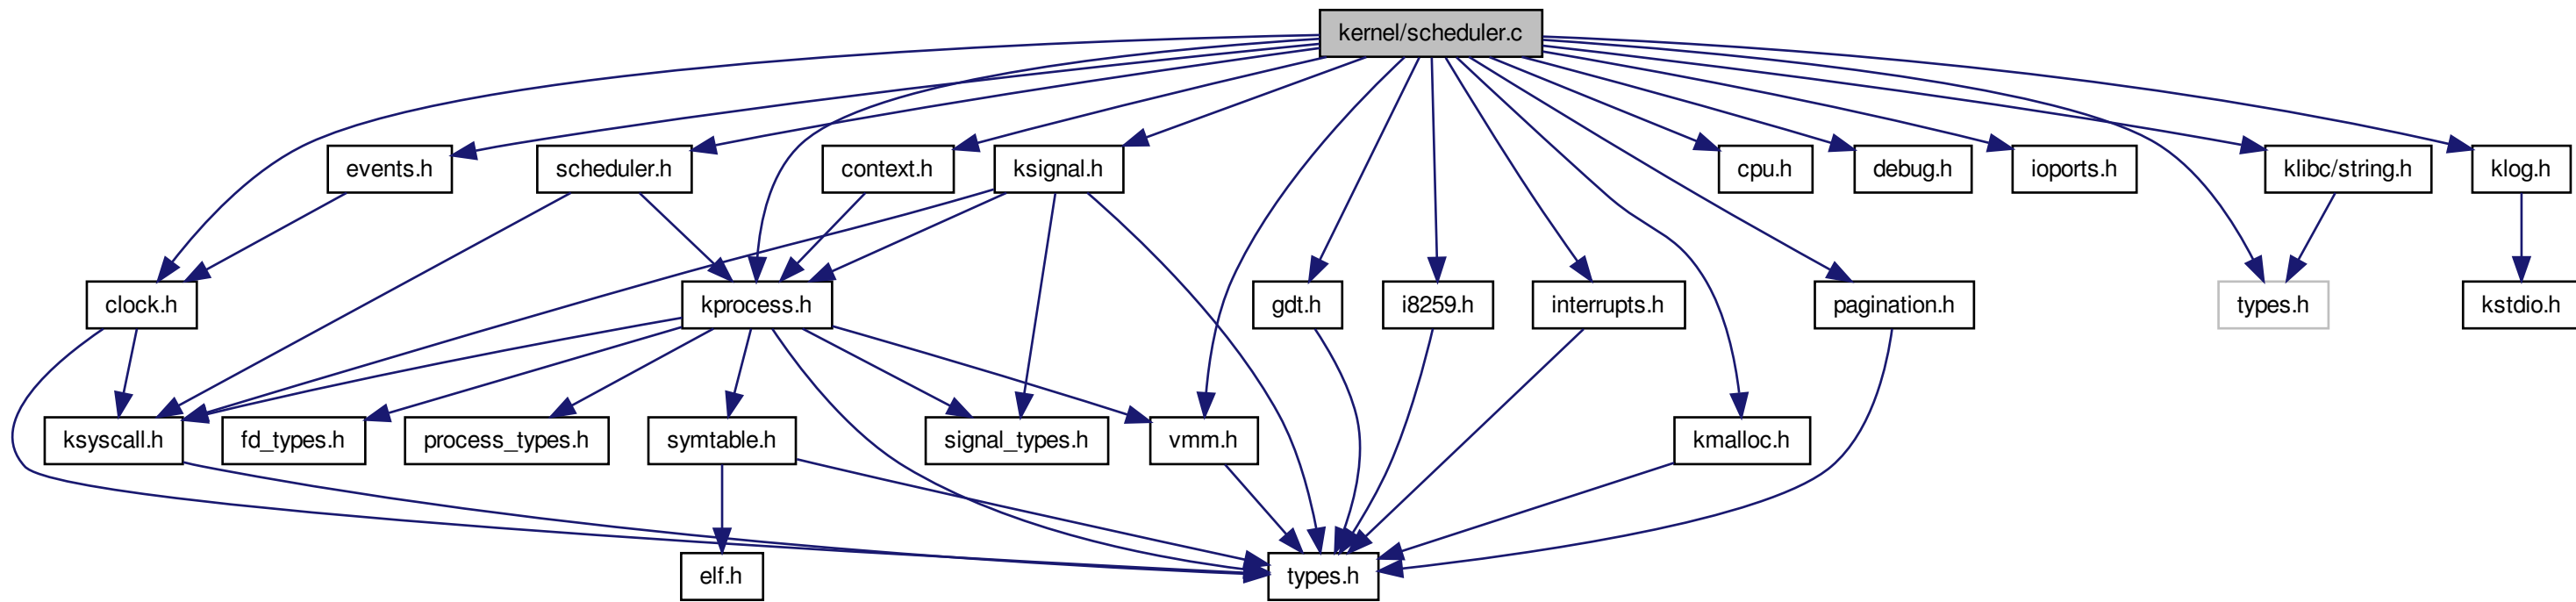 kernel/scheduler.c
events.h
scheduler.h
context.h
ksignal.h
cpu.h
debug.h
ioports.h
klibc/string.h
klog.h
clock.h
kprocess.h
gdt.h
i8259.h
interrupts.h
pagination.h
types.h
kstdio.h
ksyscall.h
fd_types.h
process_types.h
symtable.h
signal_types.h
vmm.h
kmalloc.h
elf.h
types.h